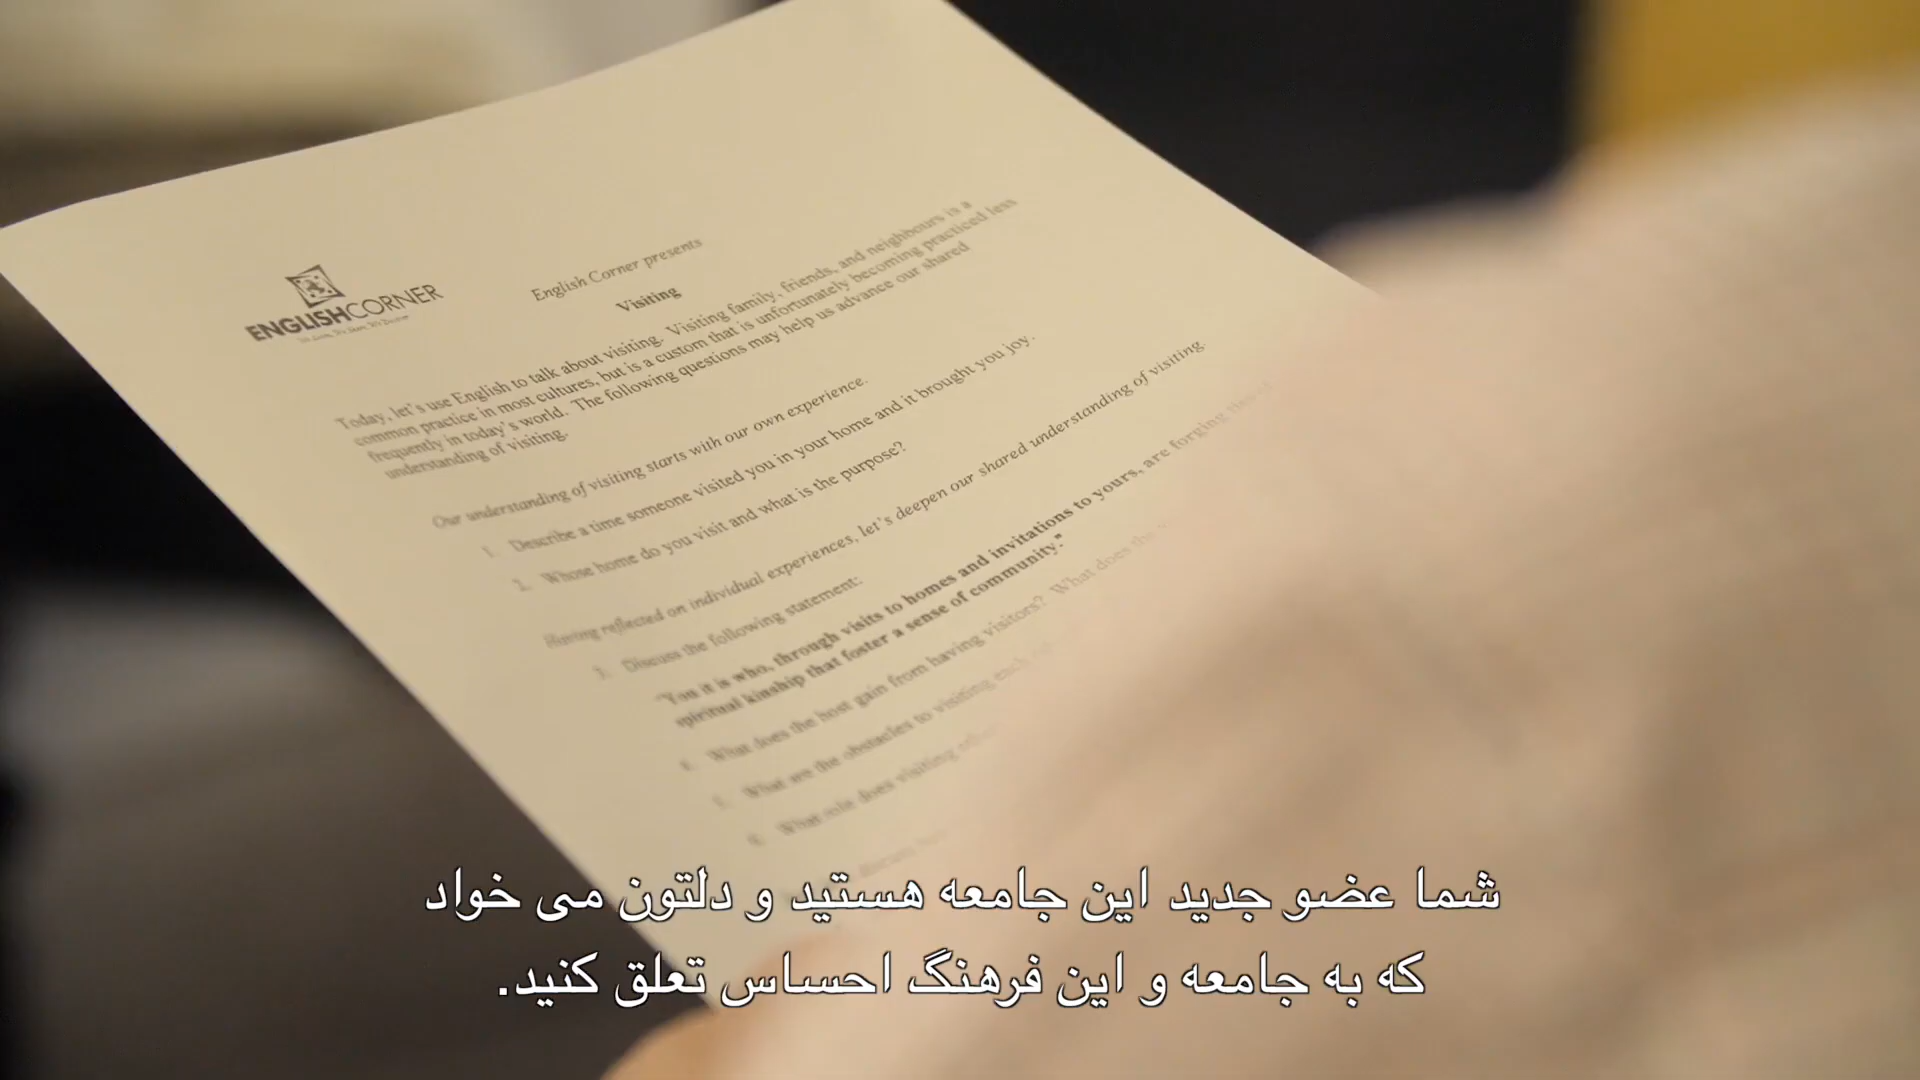 ENGLISHCORNER
English Corner presents
Visiting
Today, let's use English to talk about visiting. Visiting family, friends, and neighbours is a
common practice in most cultures, but is a custom that is unfortunately becoming practiced less
frequently in today's world. The following questions may help us advance our shared
understanding of visiting.
Our understanding of visiting starts with our own experience.
1. Describe a time someone visited you in your home and it brought you joy.
2. Whose home do you visit and what is the purpose?
Having reflected on individual experiences, let's deepen our shared understanding of visiting.
3. Discuss the following statement:
"You it is who, through visits to homes and invitations to yours, are forging
spiritual kinship that foster a sense of community."
What does the host gain from having visitors? What does the
What are the obstacles to visiting each
What role does visiting
شما عضو جدید این جامعه هستید و دلتون می خواد
که به جامعه و این فرهنگ احساس تعلق کنید.